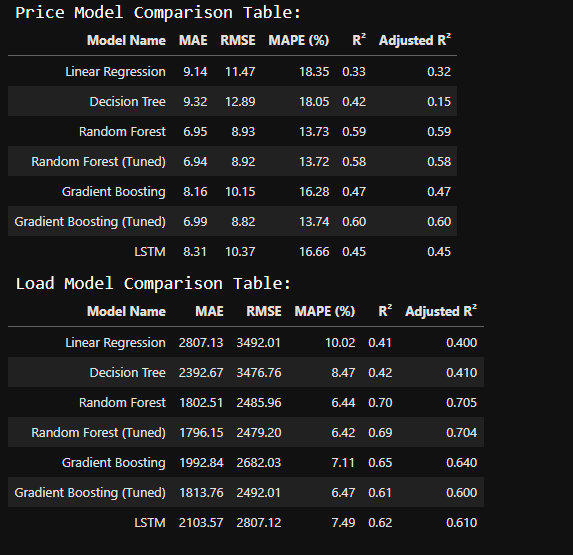 Price Model Comparison Table:
Model Name MAE RMSE MAPE (%) R² Adjusted R²
Linear Regression 9.14 11.47 18.35 0.33 0.32
Decision Tree 9.32 12.89 18.05 0.42 0.15
Random Forest 6.95 8.93 13.73 0.59 0.59
Random Forest (Tuned) 6.94 8.92 13.72 0.58 0.58
Gradient Boosting 8.16 10.15 16.28 0.47 0.47
Gradient Boosting (Tuned) 6.99 8.82 13.74 0.60 0.60
LSTM 8.31 10.37 16.66 0.45 0.45
Load Model Comparison Table:
Model Name MAE RMSE MAPE (%) R² Adjusted R²
Linear Regression 2807.13 3492.01 10.02 0.41 0.400
Decision Tree 2392.67 3476.76 8.47 0.42 0.410
Random Forest 1802.51 2485.96 6.44 0.70 0.705
Random Forest (Tuned) 1796.15 2479.20 6.42 0.69 0.704
Gradient Boosting 1992.84 2682.03 7.11 0.65 0.640
Gradient Boosting (Tuned) 1813.76 2492.01 6.47 0.61 0.600
LSTM 2103.57 2807.12 7.49 0.62 0.610